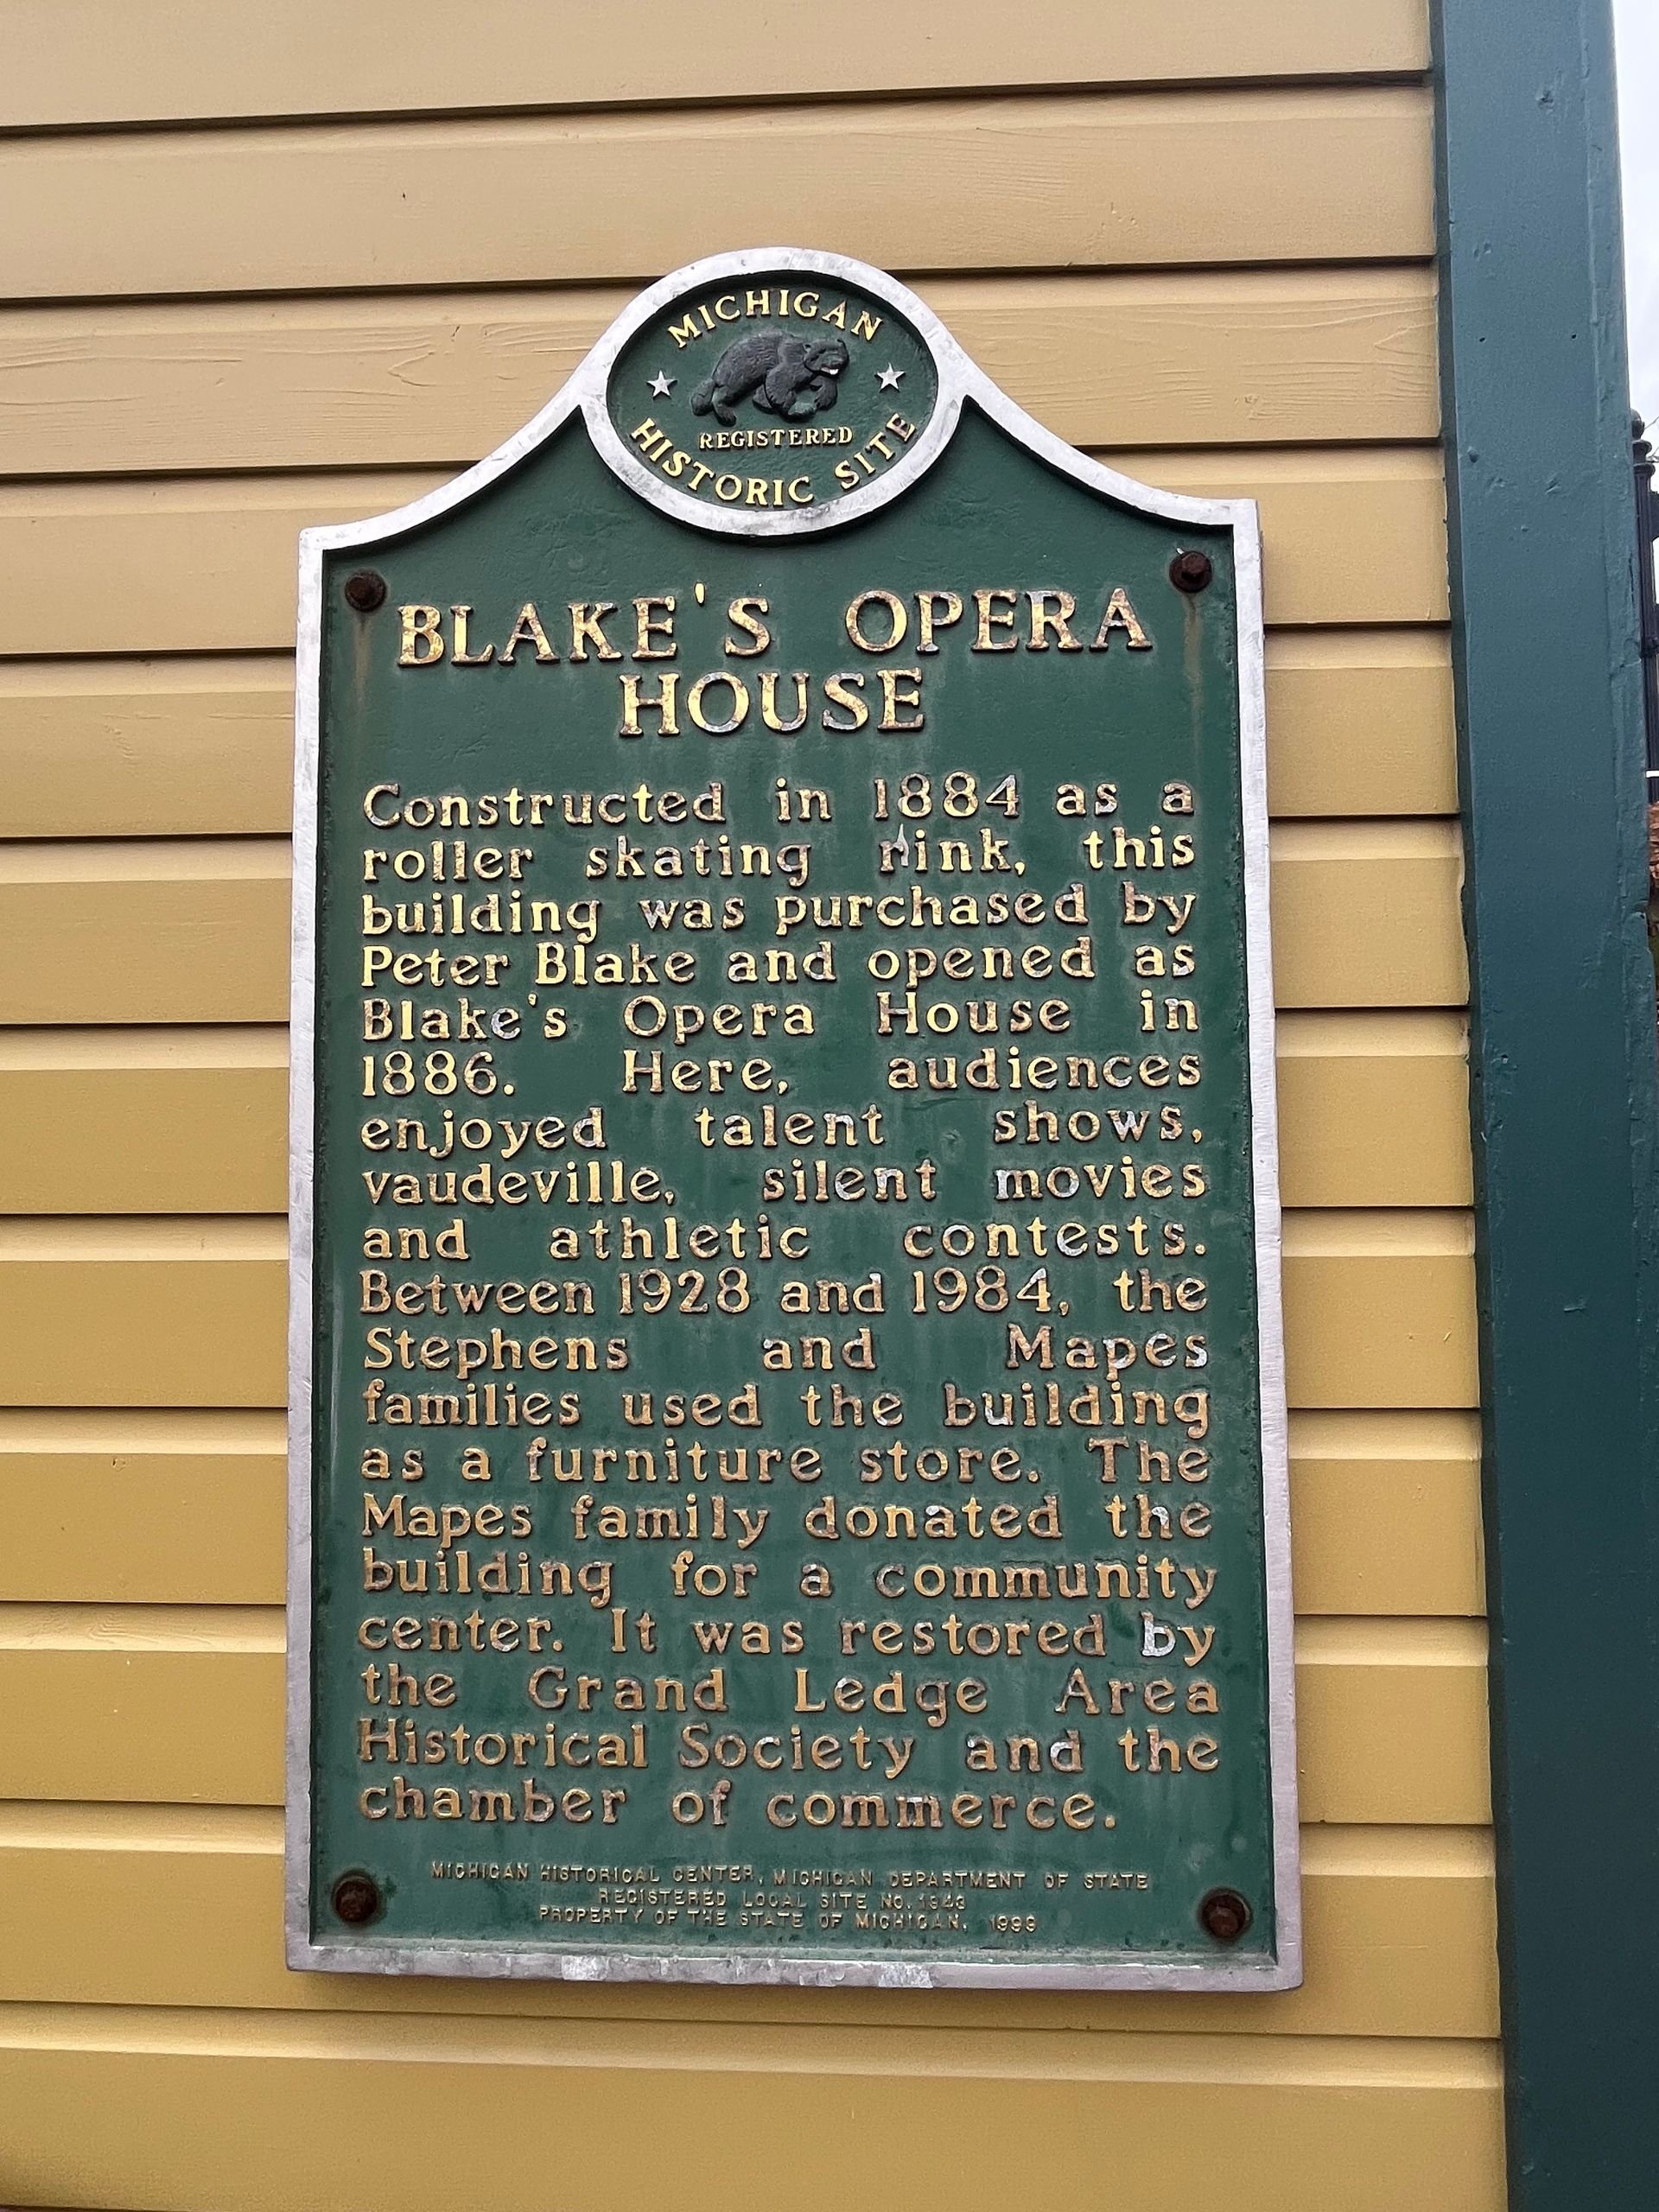 MICHIGAN
REGISTERED
HISTORIC SITE
BLAKE'S OPERA
HOUSE
Constructed in 1884 as a
roller skating rink, this
building was purchased by
Peter Blake and opened as
Blake's Opera House in
1886. Here, audiences
enjoyed talent shows,
vaudeville, silent movies
and athletic contests.
Between 1928 and 1984, the
Stephens and Mapes
families used the building
as a furniture store. The
Mapes family donated the
building for a community
center. It was restored by
the Grand Ledge Area
Historical Society and the
chamber of commerce.
MICHIGAN HISTORICAL CENTER, MICHIGAN DEPARTMENT OF STATE
REGISTERED LOCAL SITE NO.
PROPERTY OF THE STATE OF MICHIGAN,